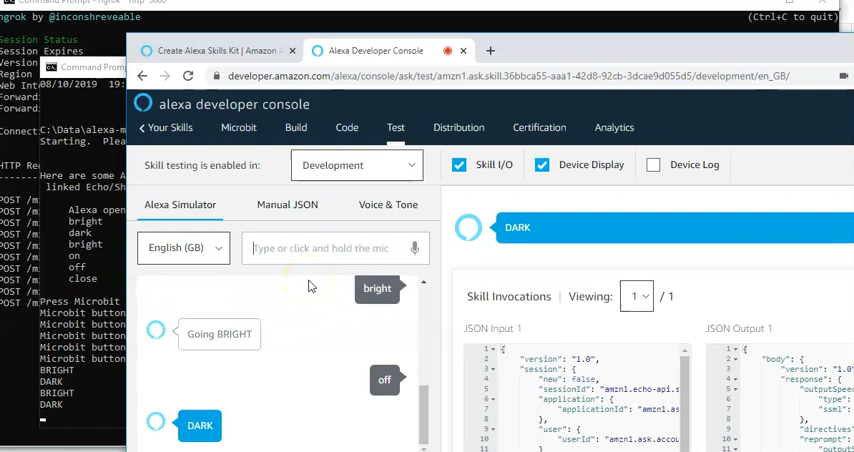 Command Prompt - ngrok http 3000
ngrok by @inconshreveable
(Ctrl+C to quit)
Session Status
Session Expires
Version
Region
Web Int
Forward
Forward
Connect
HTTP Re
POST /m
POST /m
POST /m
POST /m
POST /m
POST /m
POST /m
POST /m
POST /m
Command Prom
08/10/2019 19:
C:\Data\alexa-m
Starting. Plea
Here are some A
linked Echo/Sh
Alexa open
bright
dark
bright
on
off
close
Press Microbit
Microbit button
Microbit button
Microbit button
Microbit button
BRIGHT
DARK
BRIGHT
DARK
Create Alexa Skills Kit | Amazon A
Alexa Developer Console
developer.amazon.com/alexa/console/ask/test/amzn1.ask.skill.36bbca55-aaa1-42d8-92cb-3dcae9d055d5/development/en_GB/
alexa developer console
Your Skills
Microbit
Build
Code
Test
Distribution
Certification
Analytics
Skill testing is enabled in:
Development
Skill I/O
Device Display
Device Log
Alexa Simulator
Manual JSON
Voice & Tone
English (GB)
Type or click and hold the mic
bright
Going BRIGHT
off
DARK
DARK
Skill Invocations | Viewing: 1 / 1
JSON Input 1
1 {
2 "version": "1.0",
3 "session": {
4 "new": false,
5 "sessionId": "amzn1.echo-api.s
6 "application": {
7 "applicationId": "amzn1.as
8 },
9 "user": {
10 "userId": "amzn1.ask.accou
11 },
JSON Output 1
1 {
2 "body": {
3 "version": "1.0"
4 "response": {
5 "outputSpee
6 "type":
7 "ssml":
8 },
9 "directives"
10 "reprompt":
11 "outputS